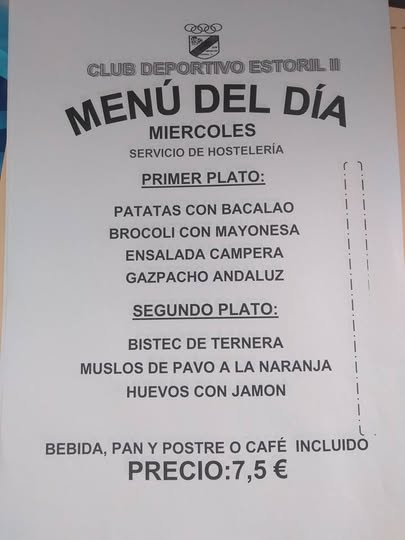 CLUB DEPORTIVO ESTORIL II
MENÚ DEL DÍA
MIERCOLES
SERVICIO DE HOSTELERÍA
PRIMER PLATO:
PATATAS CON BACALAO
BROCOLI CON MAYONESA
ENSALADA CAMPERA
GAZPACHO ANDALUZ
SEGUNDO PLATO:
BISTEC DE TERNERA
MUSLOS DE PAVO A LA NARANJA
HUEVOS CON JAMON
BEBIDA, PAN Y POSTRE O CAFÉ INCLUIDO
PRECIO:7,5 €